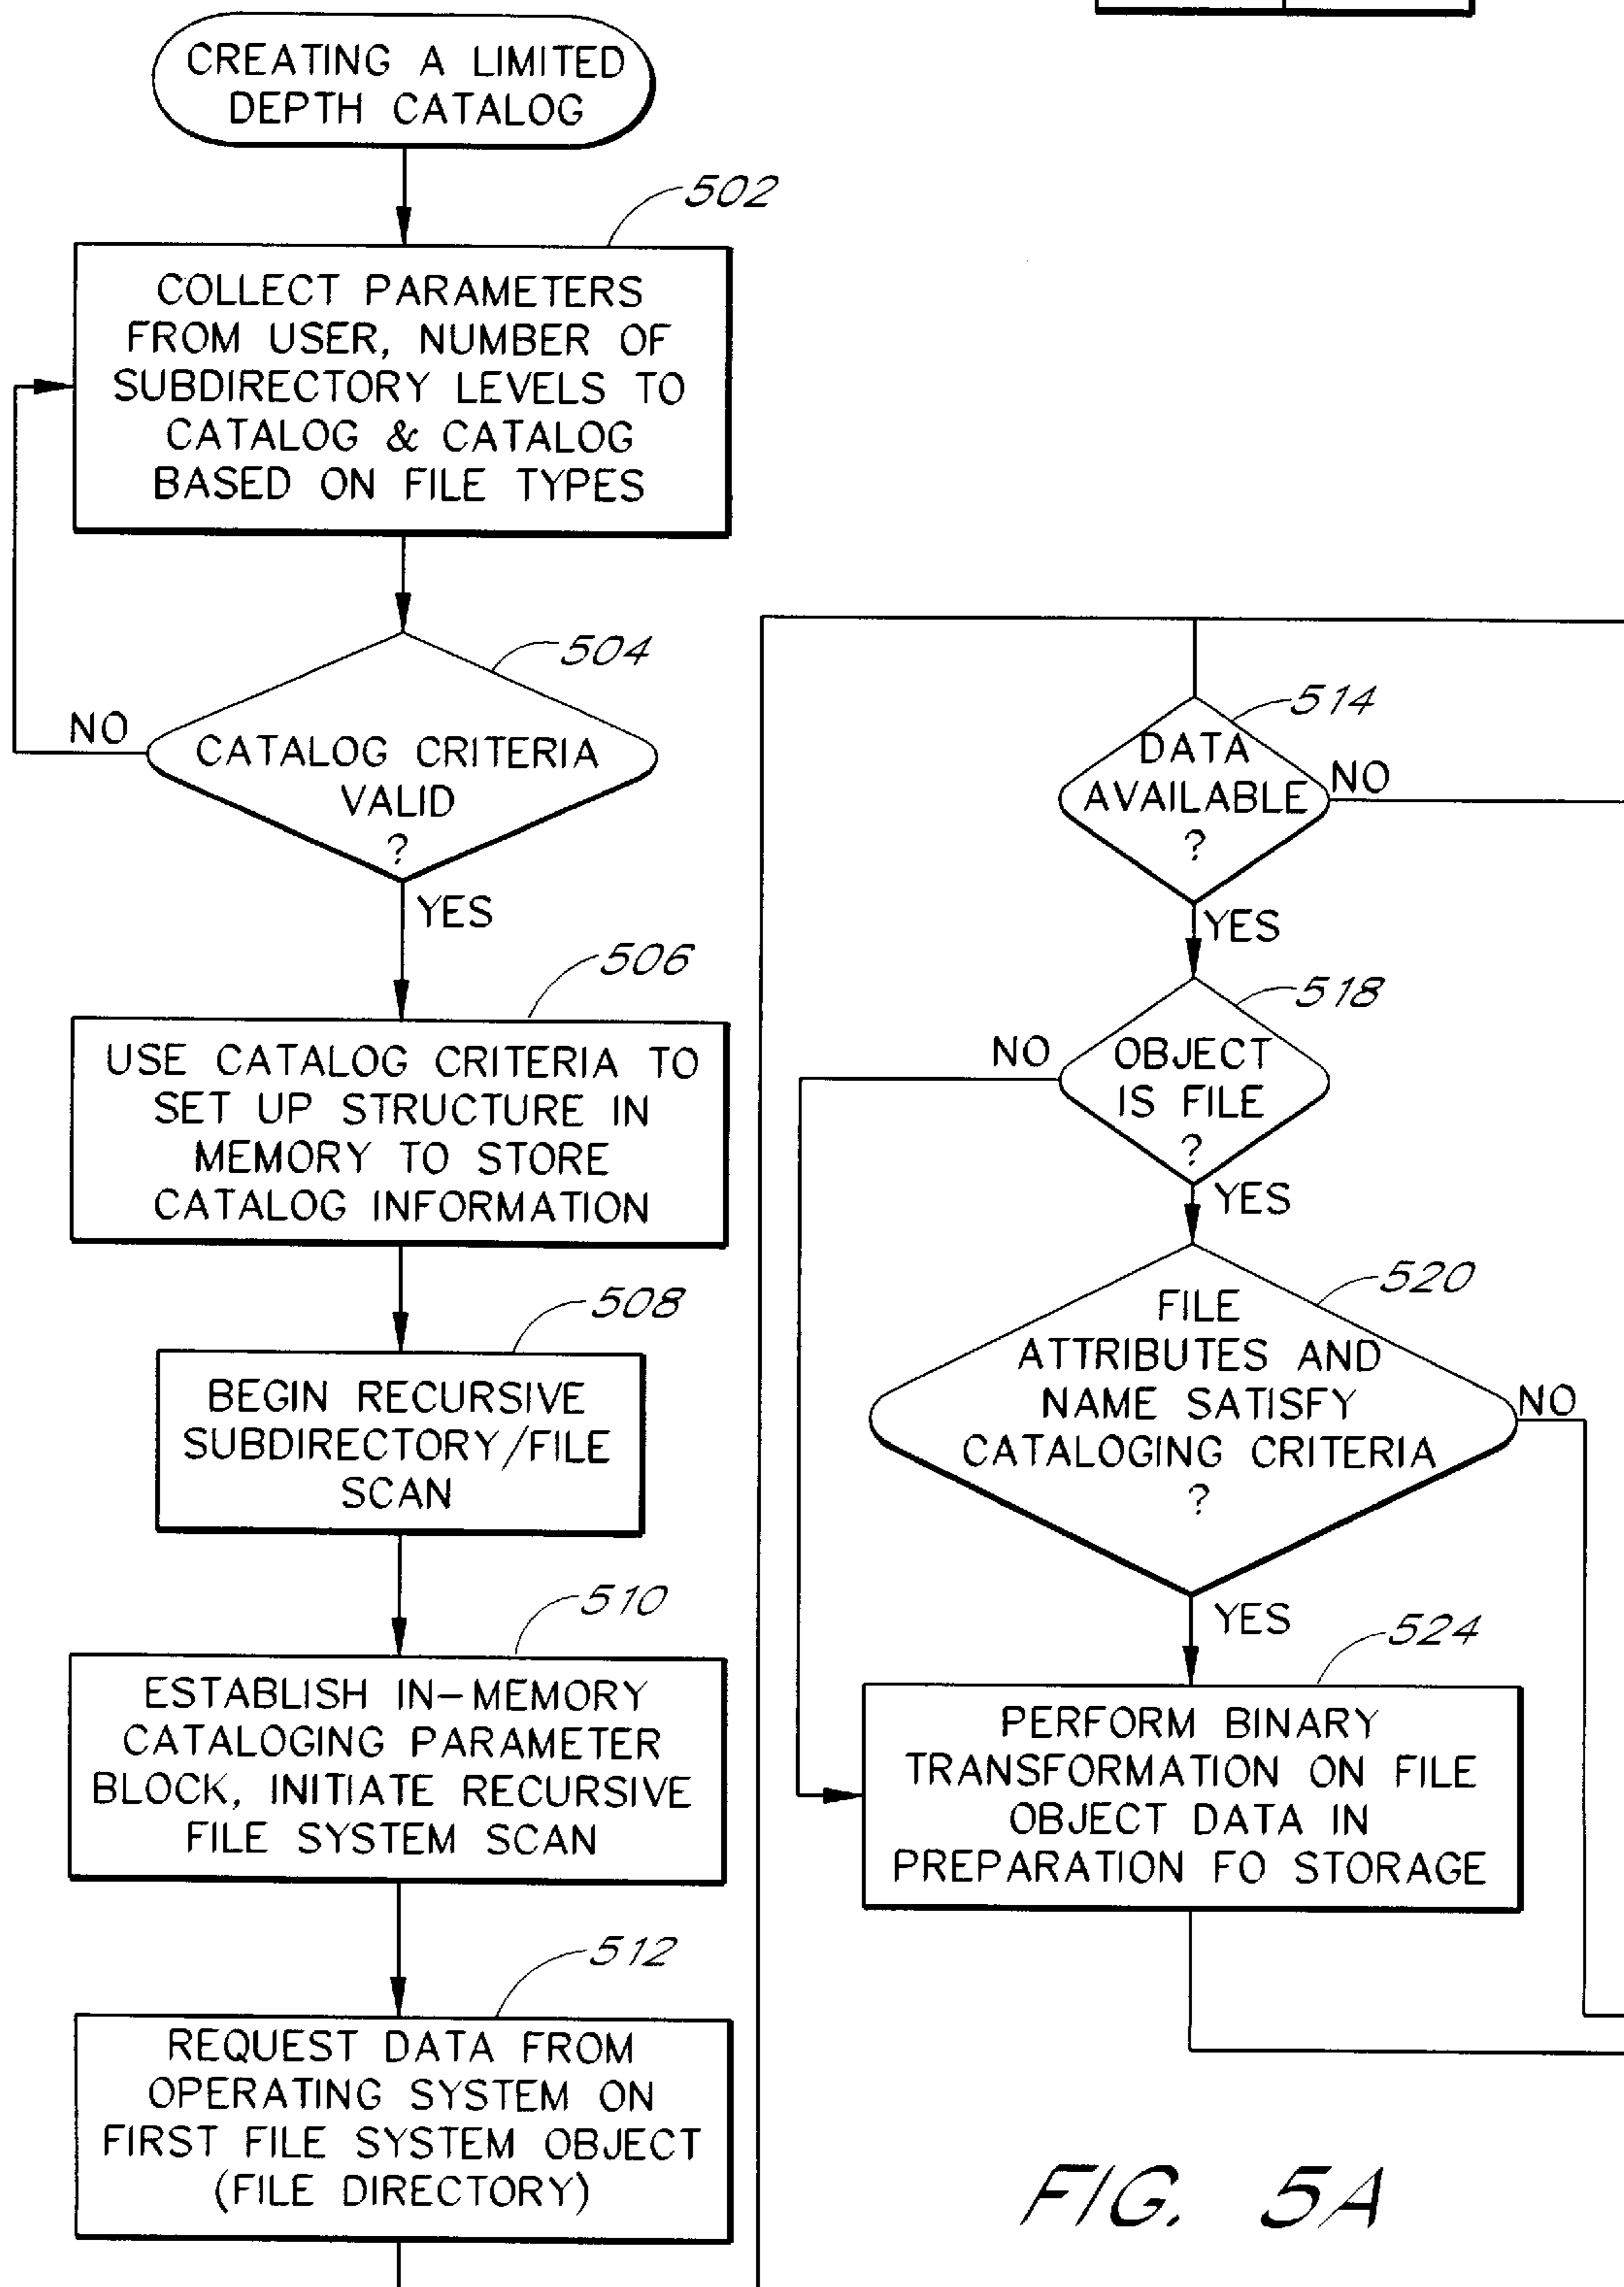 CREATING A LIMITED
DEPTH CATALOG
502
COLLECT PARAMETERS
FROM USER, NUMBER OF
SUBDIRECTORY LEVELS TO
CATALOG & CATALOG
BASED ON FILE TYPES
504
NO
CATALOG CRITERIA
VALID
?
YES
506
USE CATALOG CRITERIA TO
SET UP STRUCTURE IN
MEMORY TO STORE
CATALOG INFORMATION
508
BEGIN RECURSIVE
SUBDIRECTORY/FILE
SCAN
510
ESTABLISH IN-MEMORY
CATALOGING PARAMETER
BLOCK, INITIATE RECURSIVE
FILE SYSTEM SCAN
512
REQUEST DATA FROM
OPERATING SYSTEM ON
FIRST FILE SYSTEM OBJECT
(FILE DIRECTORY)
514
DATA
AVAILABLE
?
NO
YES
518
NO
OBJECT
IS FILE
?
YES
520
FILE
ATTRIBUTES AND
NAME SATISFY
CATALOGING CRITERIA
?
NO
YES
524
PERFORM BINARY
TRANSFORMATION ON FILE
OBJECT DATA IN
PREPARATION FO STORAGE
FIG. 5A